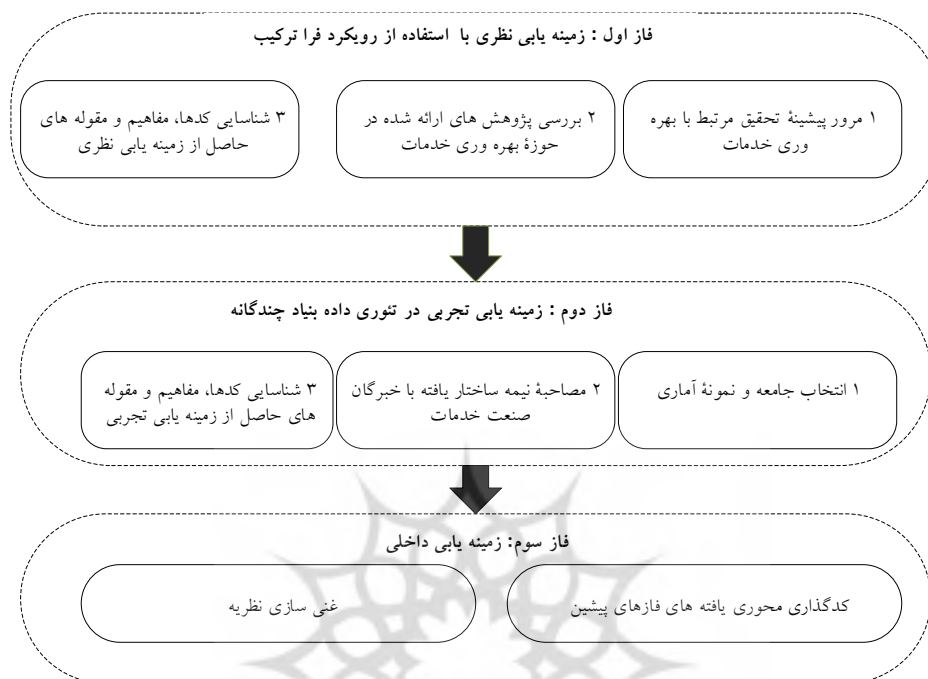 فاز اول : زمینه یابی نظری با استفاده از رویکرد فرا ترکیب
۱ مرور پیشینهٔ تحقیق مرتبط با بهره
وری خدمات
۲ بررسی پژوهش های ارائه شده در
حوزهٔ بهره وری خدمات
۳ شناسایی کدها، مفاهیم و مقوله های
حاصل از زمینه یابی نظری
فاز دوم : زمینه یابی تجربی در تئوری داده بنیاد چندگانه
۱ انتخاب جامعه و نمونهٔ آماری
۲ مصاحبهٔ نیمه ساختار یافته با خبرگان
صنعت خدمات
۳ شناسایی کدها، مفاهیم و مقوله
های حاصل از زمینه یابی تجربی
فاز سوم: زمینه یابی داخلی
کدگذاری محوری یافته های فازهای پیشین
غنی سازی نظریه